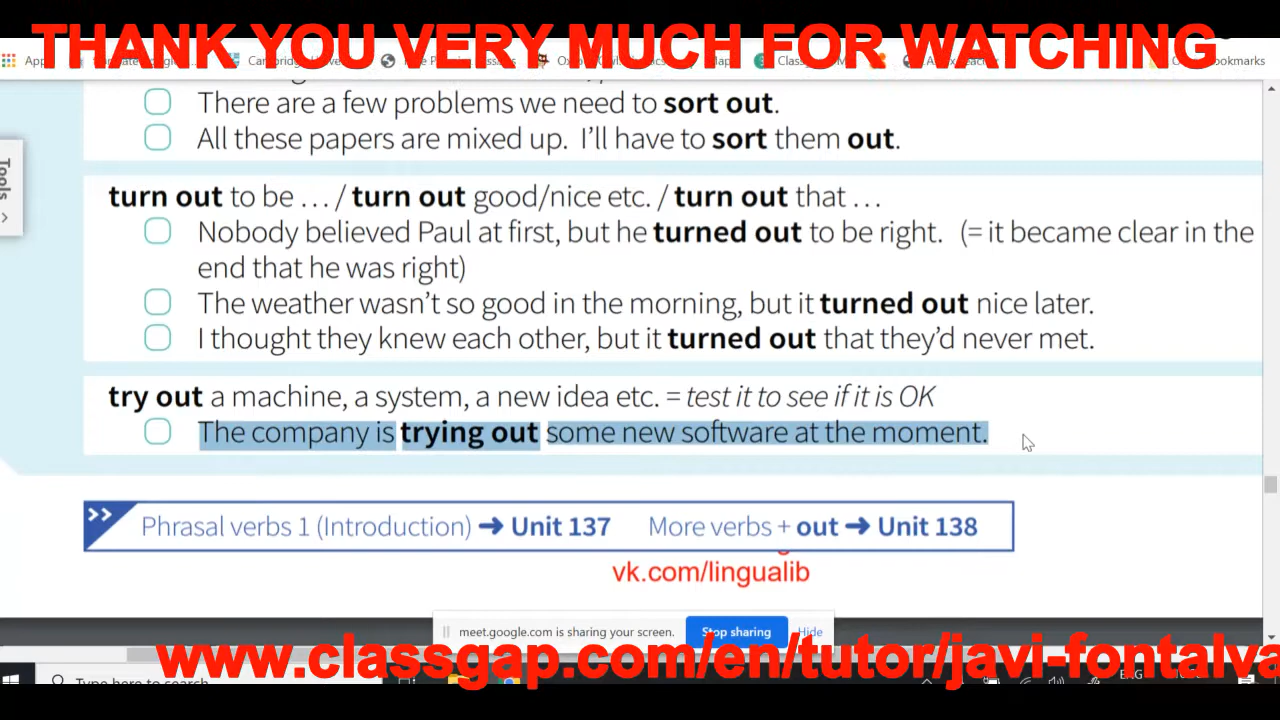 THANK YOU VERY MUCH FOR WATCHING
There are a few problems we need to sort out.
All these papers are mixed up. I'll have to sort them out.
Tools
turn out to be … / turn out good/nice etc. / turn out that …
Nobody believed Paul at first, but he turned out to be right. (= it became clear in the
end that he was right)
The weather wasn't so good in the morning, but it turned out nice later.
I thought they knew each other, but it turned out that they'd never met.
try out a machine, a system, a new idea etc. = test it to see if it is OK
The company is trying out some new software at the moment.
>> Phrasal verbs 1 (Introduction) ➜ Unit 137 More verbs + out ➜ Unit 138
vk.com/lingualib
meet.google.com is sharing your screen. Stop sharing Hide
www.classgap.com/en/tutor/javi-fontalva
Type here to search